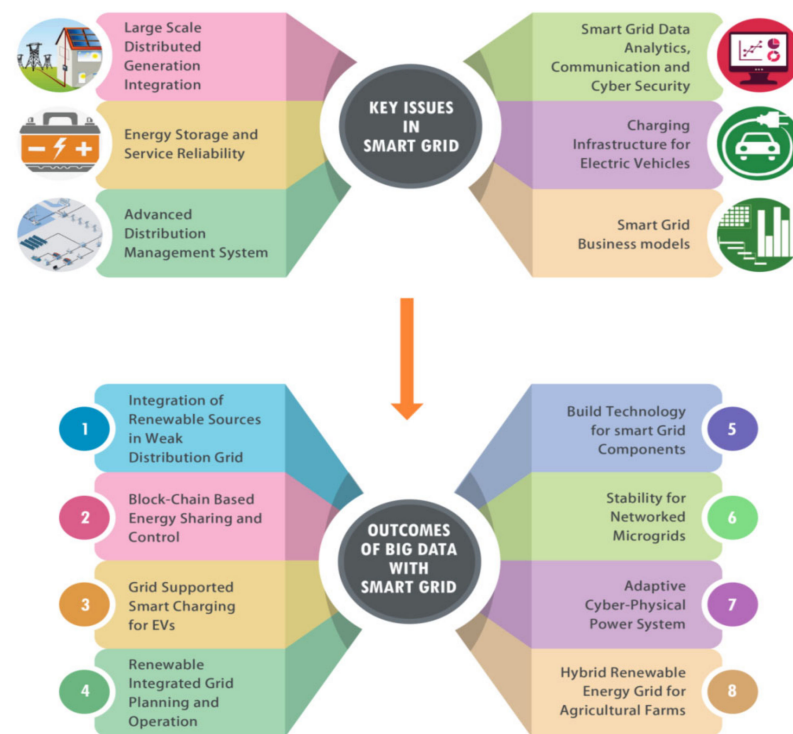 Large Scale
Distributed
Generation
Integration
Energy Storage and
Service Reliability
Advanced
Distribution
Management System
KEY ISSUES
IN
SMART GRID
Smart Grid Data
Analytics,
Communication and
Cyber Security
Charging
Infrastructure for
Electric Vehicles
Smart Grid
Business models
1
Integration of
Renewable Sources
in Weak
Distribution Grid
2
Block-Chain Based
Energy Sharing and
Control
3
Grid Supported
Smart Charging
for EVs
4
Renewable
Integrated Grid
Planning and
Operation
OUTCOMES
OF BIG DATA
WITH
SMART GRID
Build Technology
for smart Grid
Components
5
Stability for
Networked
Microgrids
6
Adaptive
Cyber-Physical
Power System
7
Hybrid Renewable
Energy Grid for
Agricultural Farms
8